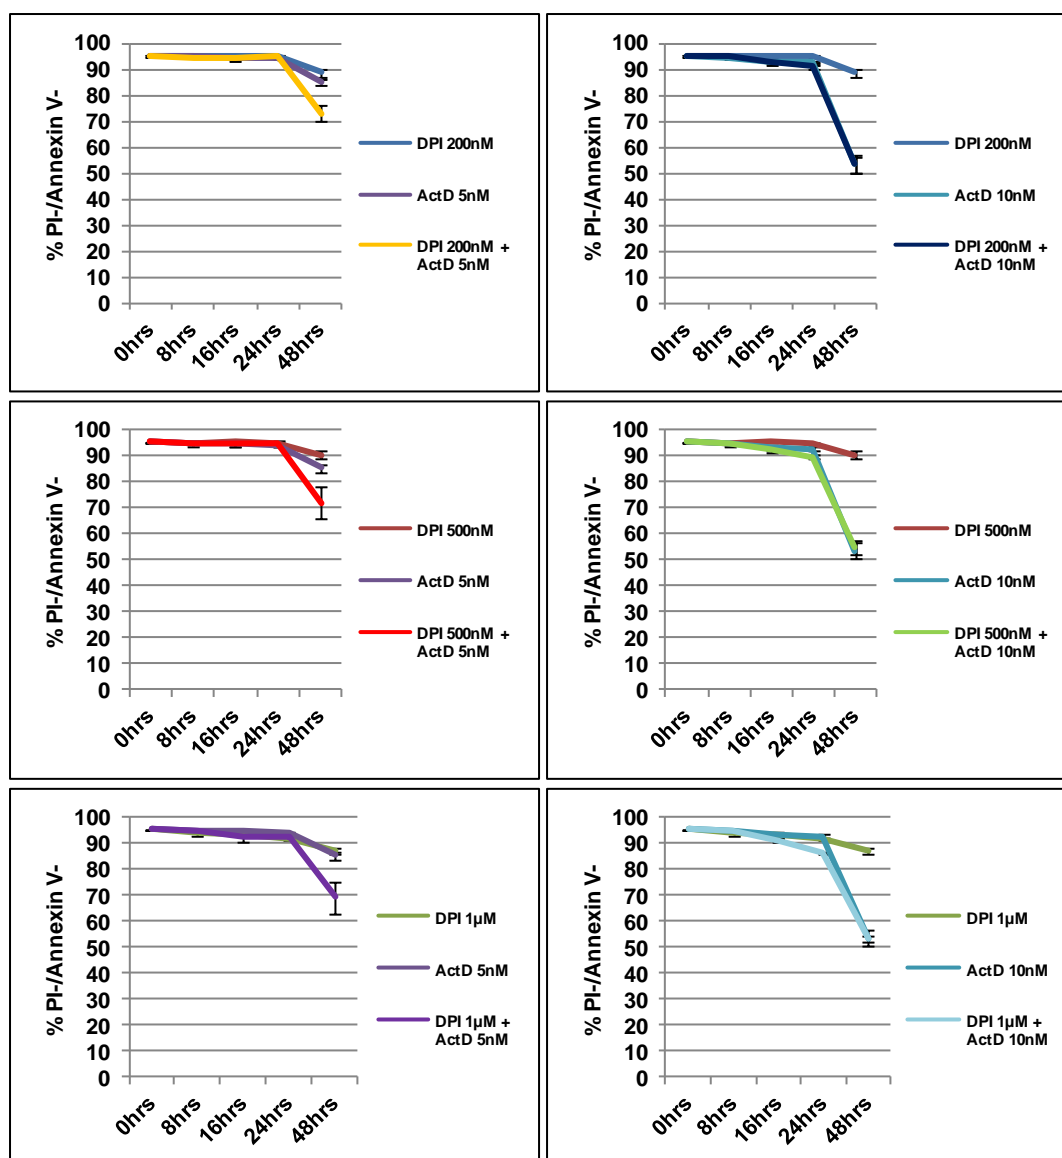 % PI-/Annexin V-
100
90
80
70
60
50
40
30
20
10
0
0hrs
8hrs
16hrs
24hrs
48hrs
DPI 200nM
ActD 5nM
DPI 200nM +
ActD 5nM
% PI-/Annexin V-
100
90
80
70
60
50
40
30
20
10
0
0hrs
8hrs
16hrs
24hrs
48hrs
DPI 200nM
ActD 10nM
DPI 200nM +
ActD 10nM
% PI-/Annexin V-
100
90
80
70
60
50
40
30
20
10
0
0hrs
8hrs
16hrs
24hrs
48hrs
DPI 500nM
ActD 5nM
DPI 500nM +
ActD 5nM
% PI-/Annexin V-
100
90
80
70
60
50
40
30
20
10
0
0hrs
8hrs
16hrs
24hrs
48hrs
DPI 500nM
ActD 10nM
DPI 500nM +
ActD 10nM
% PI-/Annexin V-
100
90
80
70
60
50
40
30
20
10
0
0hrs
8hrs
16hrs
24hrs
48hrs
DPI 1µM
ActD 5nM
DPI 1µM +
ActD 5nM
% PI-/Annexin V-
100
90
80
70
60
50
40
30
20
10
0
0hrs
8hrs
16hrs
24hrs
48hrs
DPI 1µM
ActD 10nM
DPI 1µM +
ActD 10nM